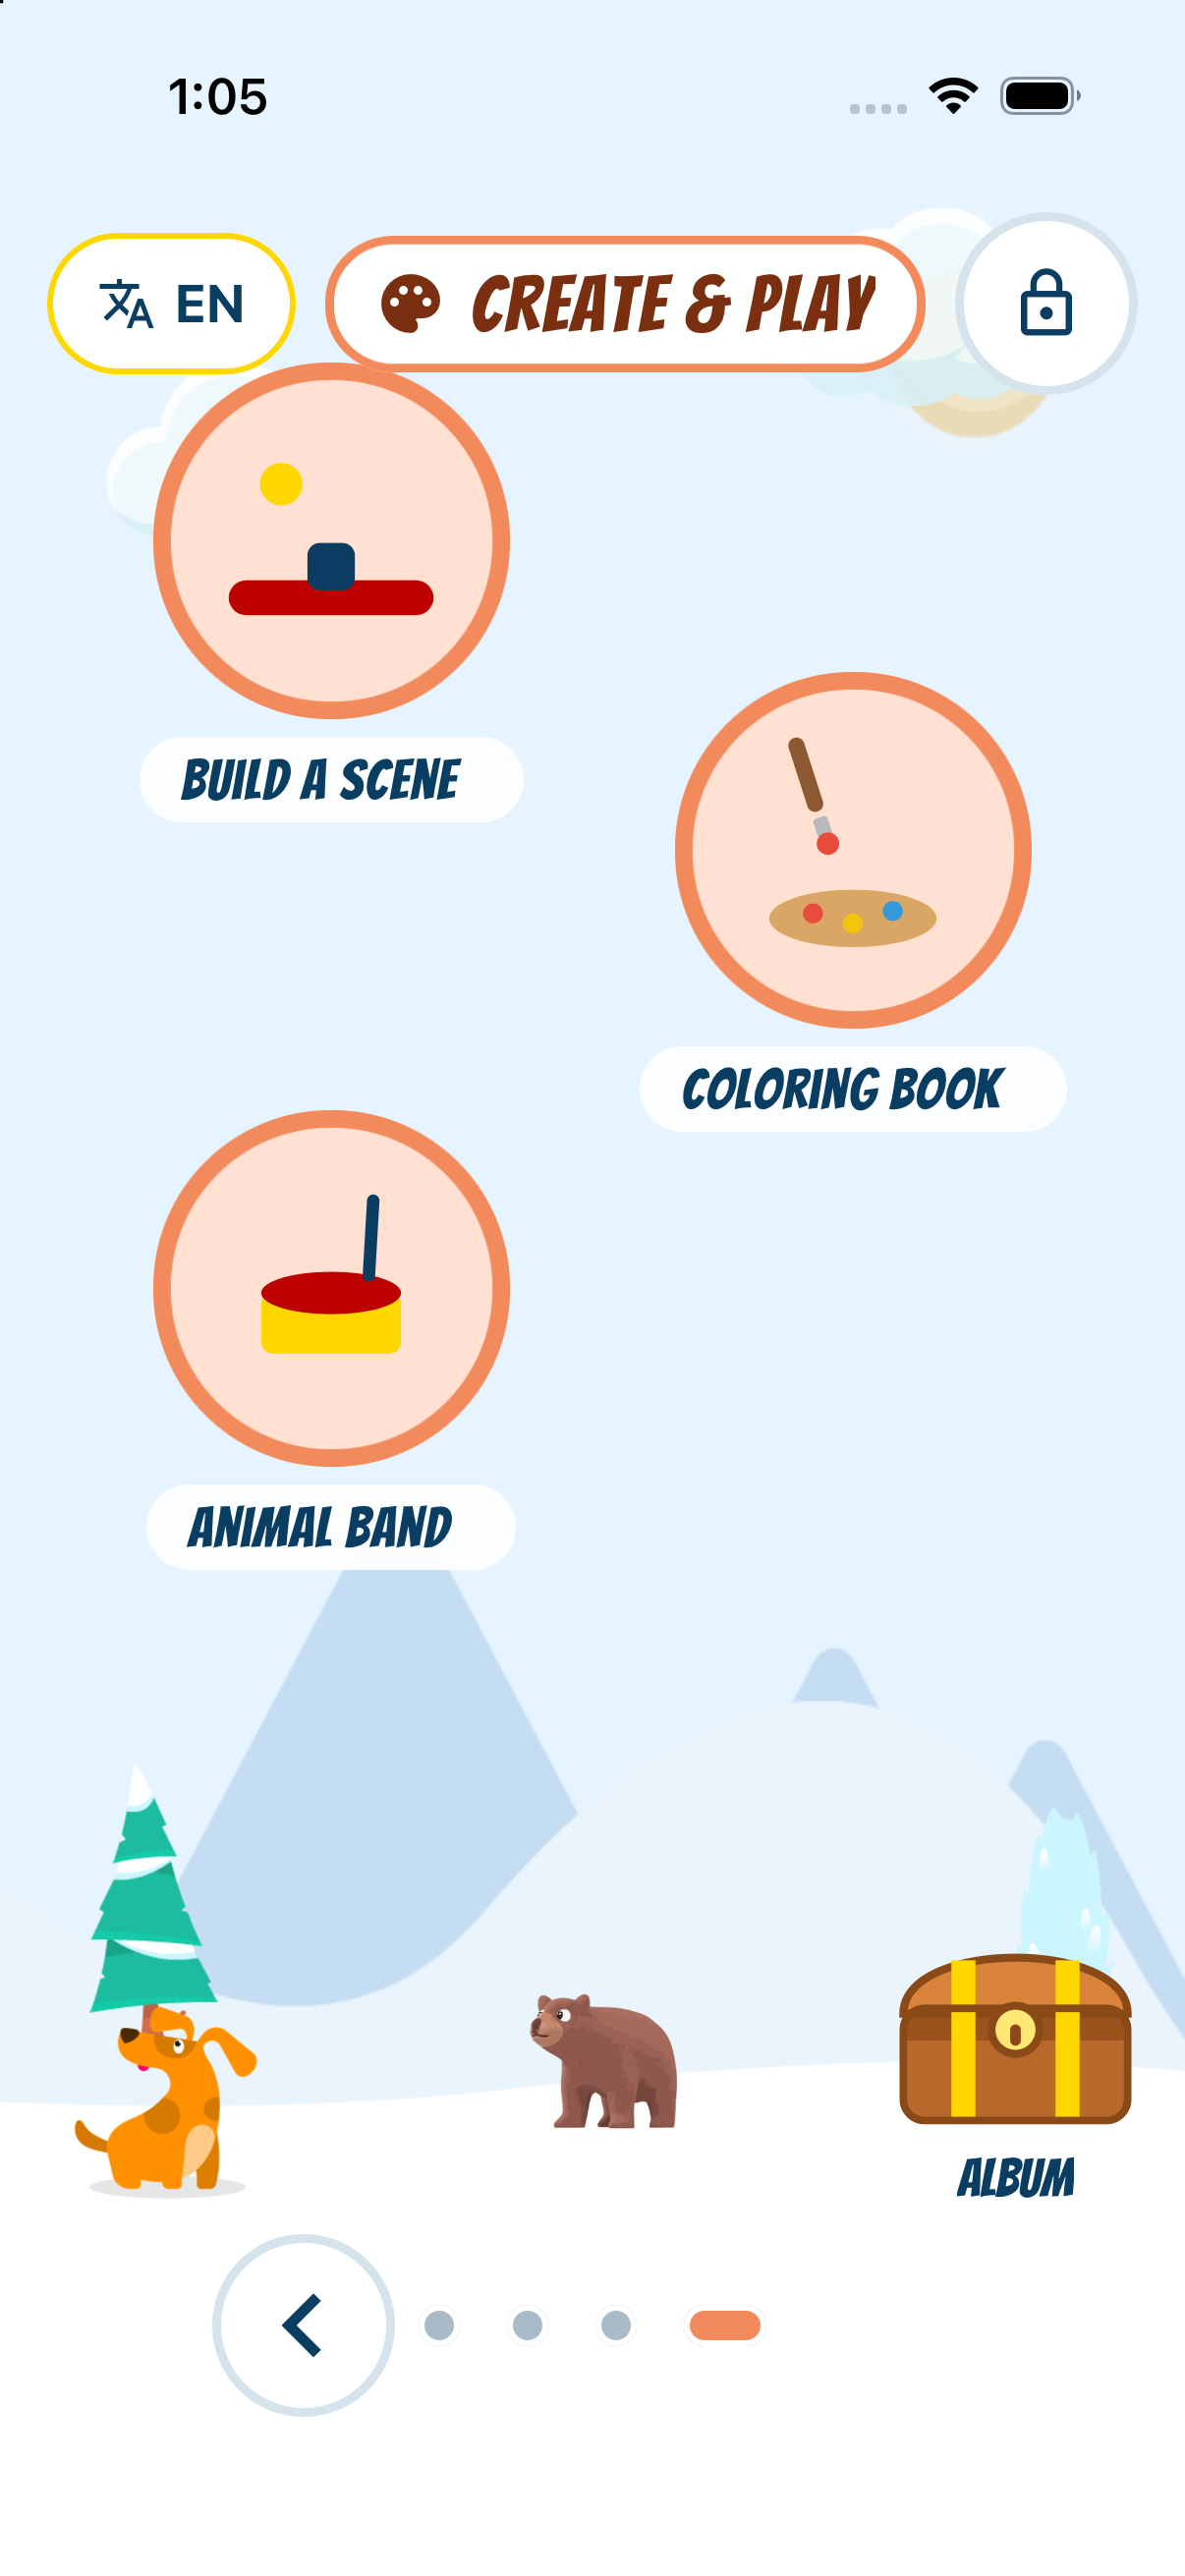 1:05
EN
CREATE & PLAY
BUILD A SCENE
COLORING BOOK
ANIMAL BAND
ALBUM